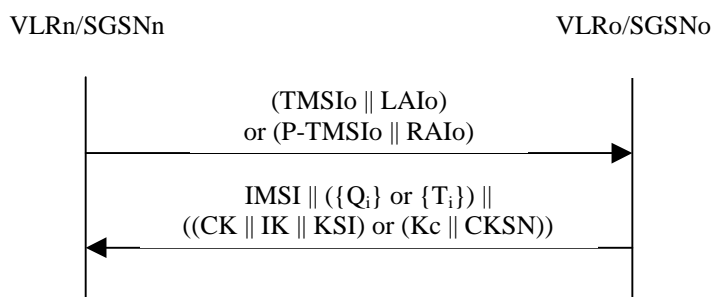 VLRn/SGSNn VLRo/SGSNo
(TMSIo || LAIo)
or (P-TMSIo || RAIo)
IMSI || ({Qi} or {Ti}) ||
((CK || IK || KSI) or (Kc || CKSN))